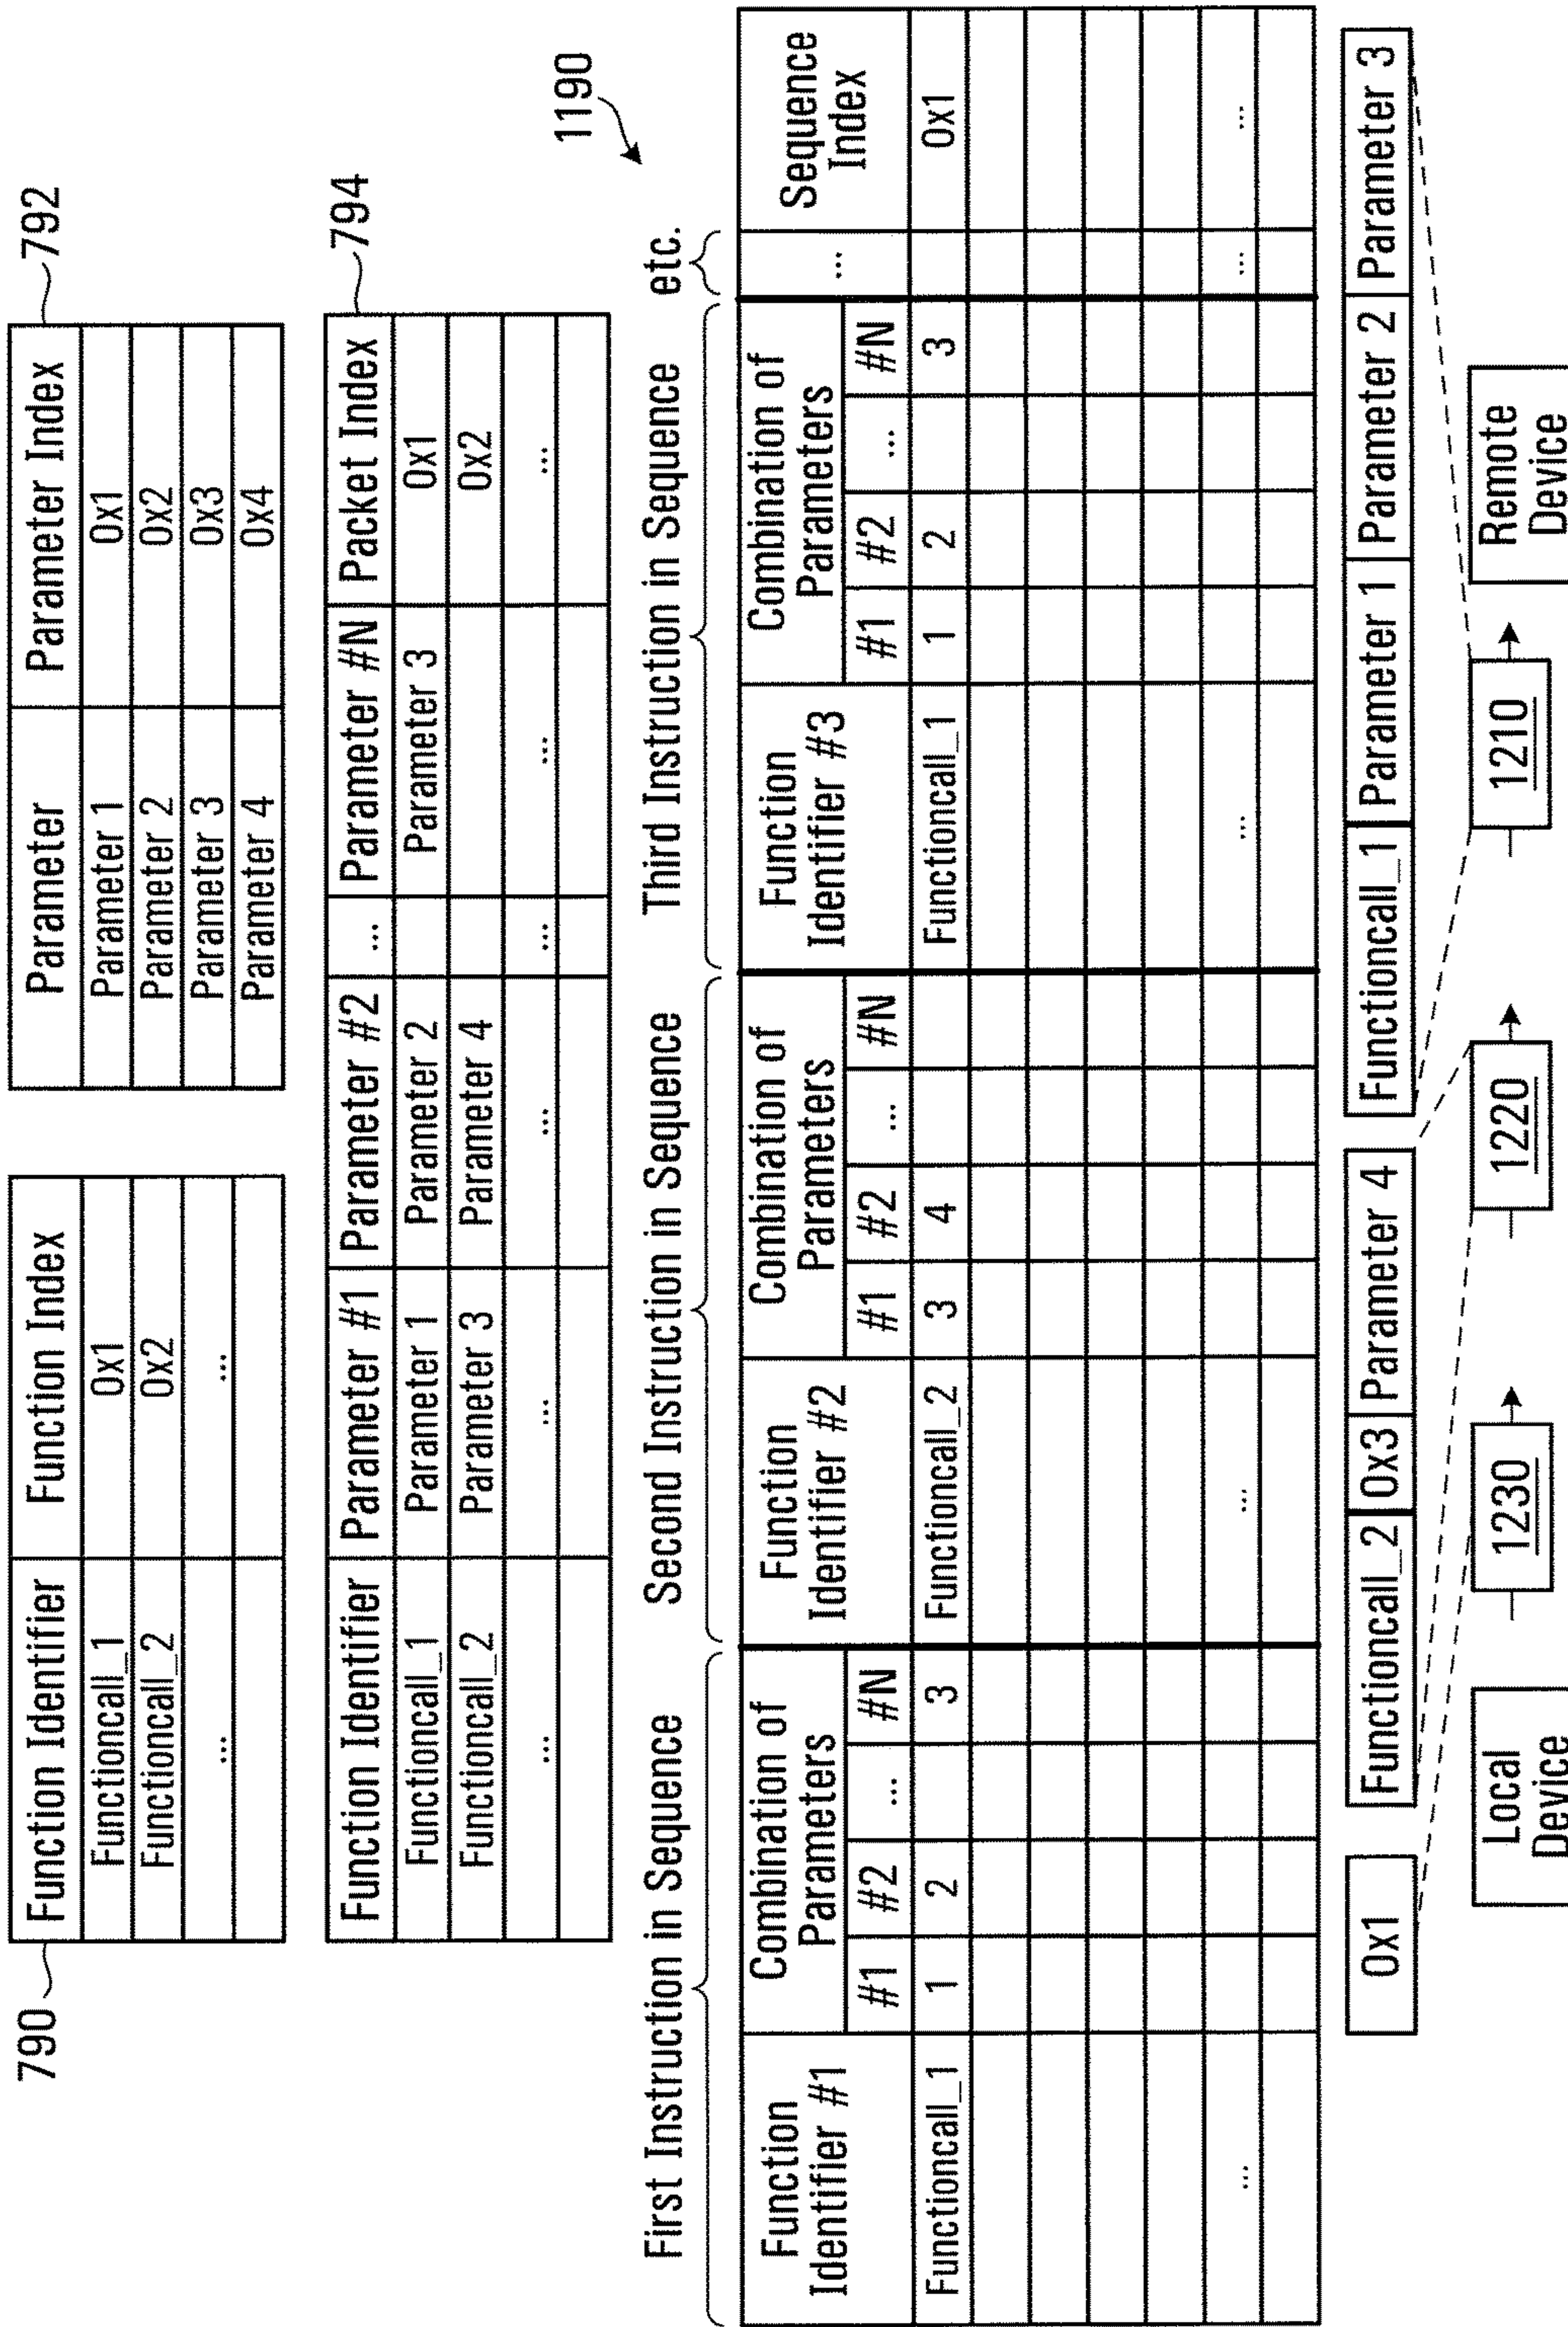 790
Function Identifier Function Index
Functioncall_1 0x1
Functioncall_2 0x2
... ...
Parameter Parameter Index
Parameter 1 0x1
Parameter 2 0x2
Parameter 3 0x3
Parameter 4 0x4
792
Function Identifier Parameter #1 Parameter #2 ... Parameter #N Packet Index
Functioncall_1 Parameter 1 Parameter 2 Parameter 3 0x1
Functioncall_2 Parameter 3 Parameter 4 0x2
... ... ... ... ... ...
794
1190
First Instruction in Sequence Second Instruction in Sequence Third Instruction in Sequence etc.
Function
Identifier #1
Combination of
Parameters
#1 #2 ... #N
Function
Identifier #2
Combination of
Parameters
#1 #2 ... #N
Function
Identifier #3
Combination of
Parameters
#1 #2 ... #N
...
Sequence
Index
Functioncall_1 1 2 3 Functioncall_2 3 4 Functioncall_1 1 2 3 0x1
... ... ... ... ...
0x1
Functioncall_2 0x3 Parameter 4
Functioncall_1 Parameter 1 Parameter 2 Parameter 3
Local
Device
1230
1220
1210
Remote
Device